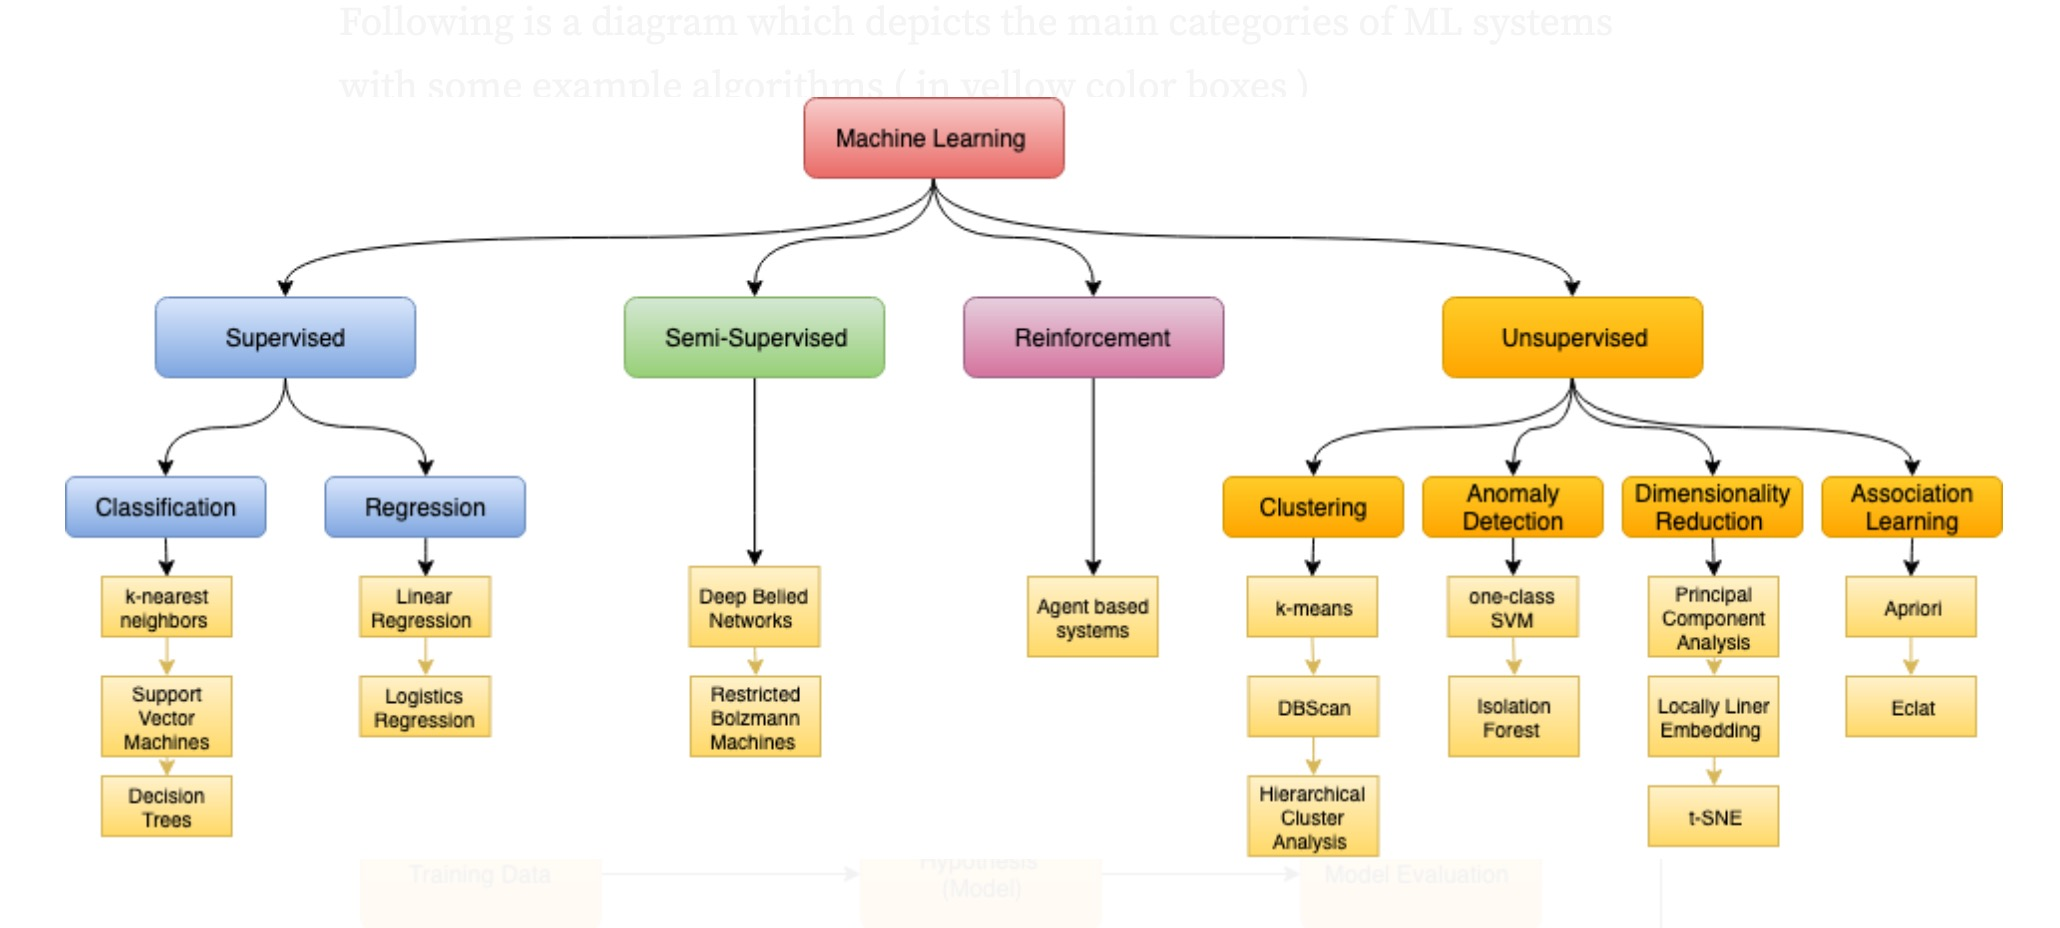 Following is a diagram which depicts the main categories of ML systems
with some example algorithms ( in yellow color boxes )
Machine Learning
Supervised
Semi-Supervised
Reinforcement
Unsupervised
Classification
Regression
Clustering
Anomaly
Detection
Dimensionality
Reduction
Association
Learning
k-nearest
neighbors
Linear
Regression
Deep Belied
Networks
Agent based
systems
k-means
one-class
SVM
Principal
Component
Analysis
Apriori
Support
Vector
Machines
Logistics
Regression
Restricted
Bolzmann
Machines
DBScan
Isolation
Forest
Locally Liner
Embedding
Eclat
Decision
Trees
Hierarchical
Cluster
Analysis
t-SNE
Training Data
Hypothesis
(Model)
Model Evaluation